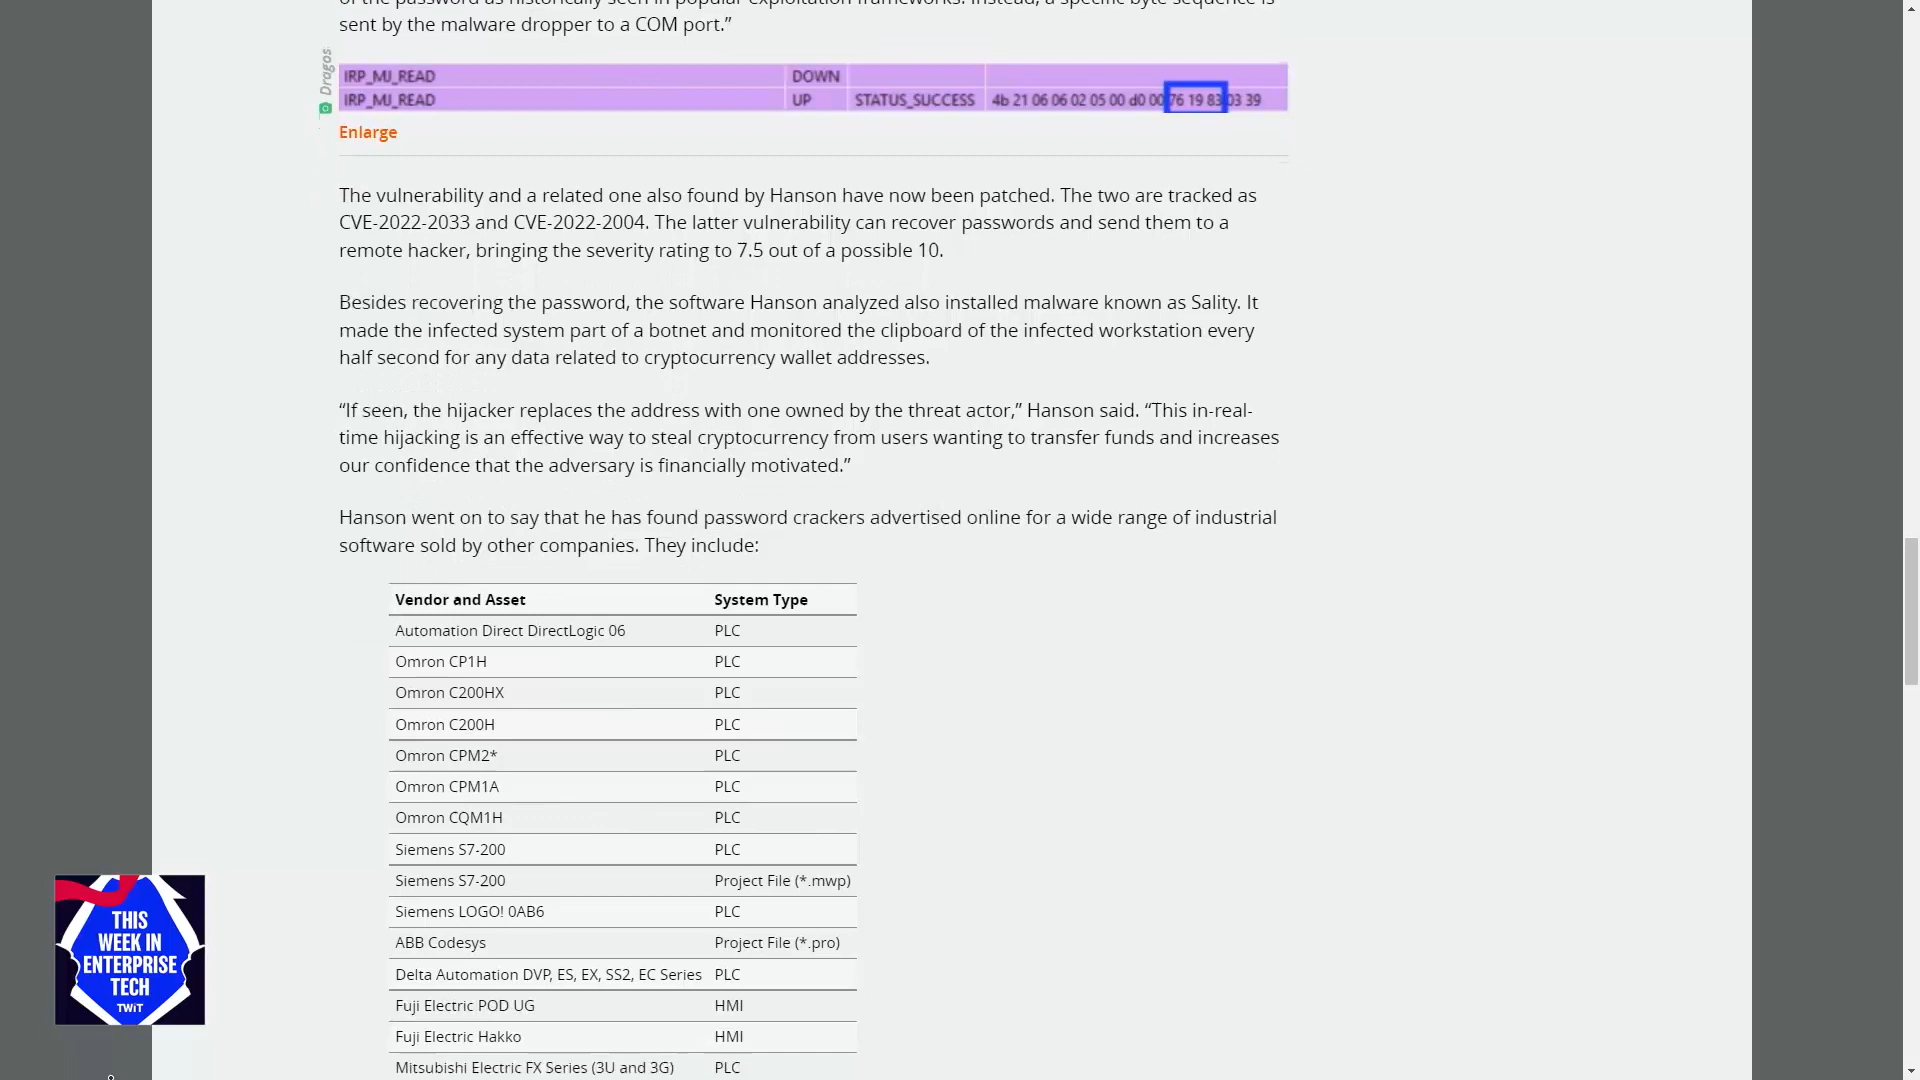 sent by the malware dropper to a COM port.”
Dragos
IRP_MJ_READ DOWN
IRP_MJ_READ UP STATUS_SUCCESS 4b 21 06 06 02 05 00 d0 00 76 19 83 03 39
Enlarge
The vulnerability and a related one also found by Hanson have now been patched. The two are tracked as
CVE-2022-2033 and CVE-2022-2004. The latter vulnerability can recover passwords and send them to a
remote hacker, bringing the severity rating to 7.5 out of a possible 10.
Besides recovering the password, the software Hanson analyzed also installed malware known as Sality. It
made the infected system part of a botnet and monitored the clipboard of the infected workstation every
half second for any data related to cryptocurrency wallet addresses.
“If seen, the hijacker replaces the address with one owned by the threat actor,” Hanson said. “This in-real-
time hijacking is an effective way to steal cryptocurrency from users wanting to transfer funds and increases
our confidence that the adversary is financially motivated.”
Hanson went on to say that he has found password crackers advertised online for a wide range of industrial
software sold by other companies. They include:
Vendor and Asset System Type
Automation Direct DirectLogic 06 PLC
Omron CP1H PLC
Omron C200HX PLC
Omron C200H PLC
Omron CPM2* PLC
Omron CPM1A PLC
Omron CQM1H PLC
Siemens S7-200 PLC
Siemens S7-200 Project File (*.mwp)
Siemens LOGO! 0AB6 PLC
ABB Codesys Project File (*.pro)
Delta Automation DVP, ES, EX, SS2, EC Series PLC
Fuji Electric POD UG HMI
Fuji Electric Hakko HMI
Mitsubishi Electric FX Series (3U and 3G) PLC
THIS
WEEK IN
ENTERPRISE
TECH
TWiT